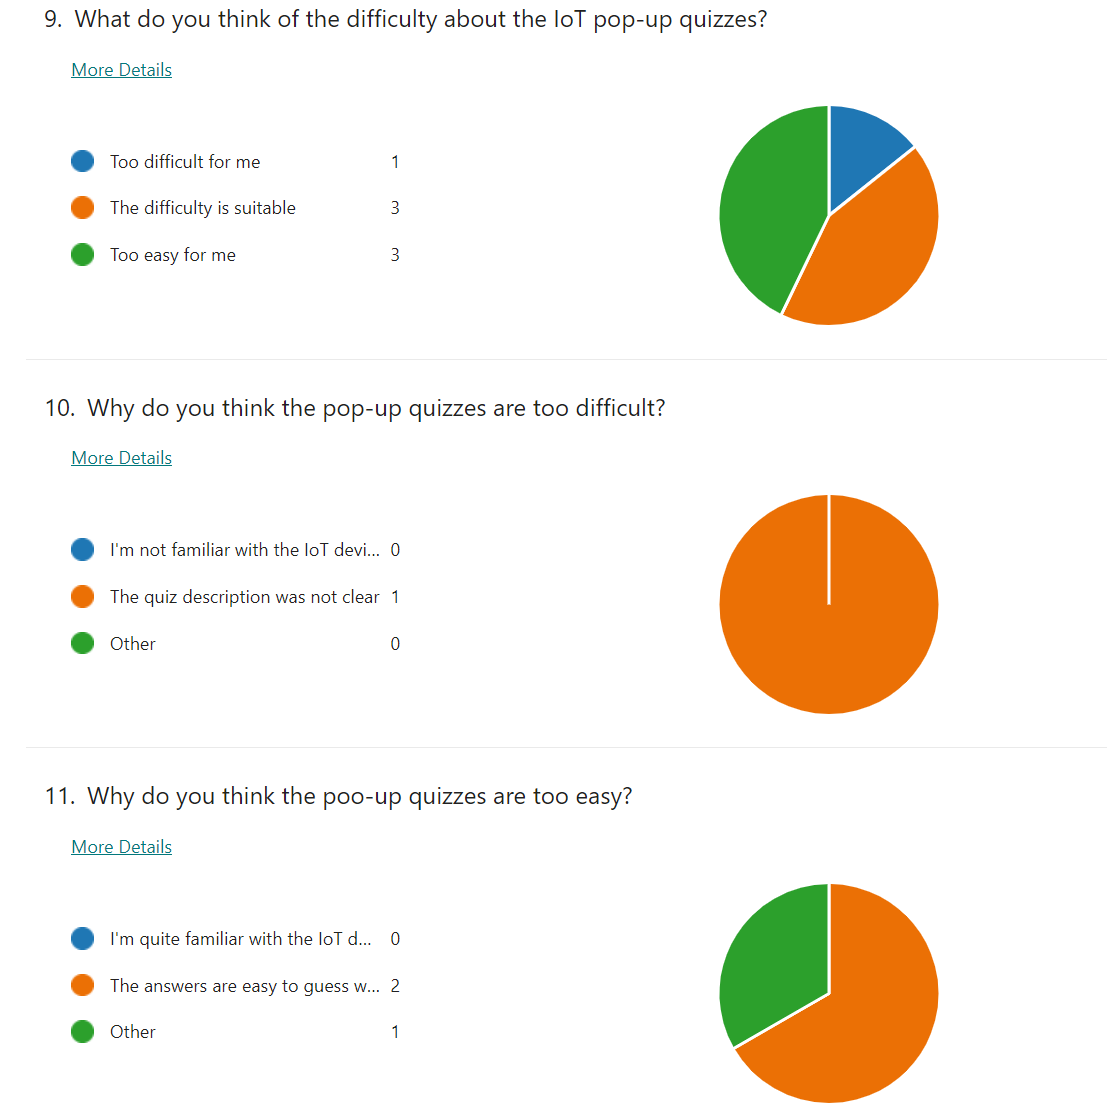 9. What do you think of the difficulty about the IoT pop-up quizzes?
More Details
Too difficult for me 1
The difficulty is suitable 3
Too easy for me 3
10. Why do you think the pop-up quizzes are too difficult?
More Details
I'm not familiar with the IoT devi... 0
The quiz description was not clear 1
Other 0
11. Why do you think the poo-up quizzes are too easy?
More Details
I'm quite familiar with the IoT d... 0
The answers are easy to guess w... 2
Other 1